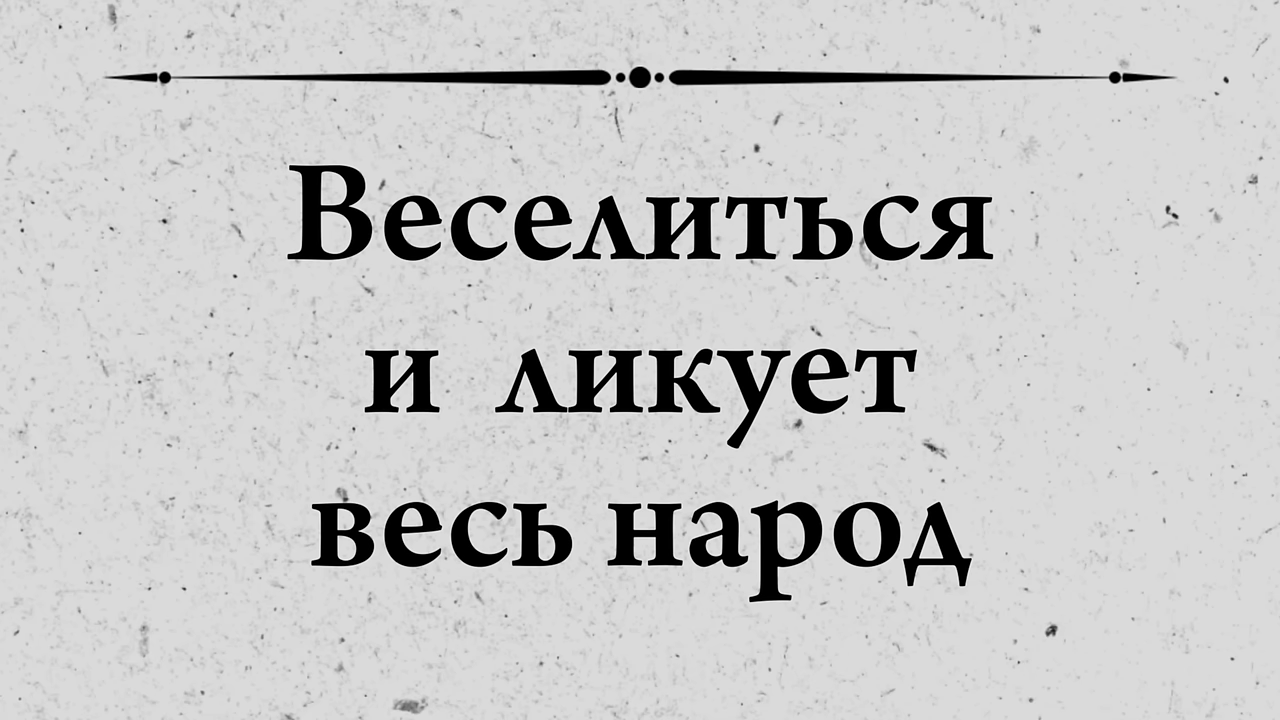 Веселиться
и ликует
весь народ